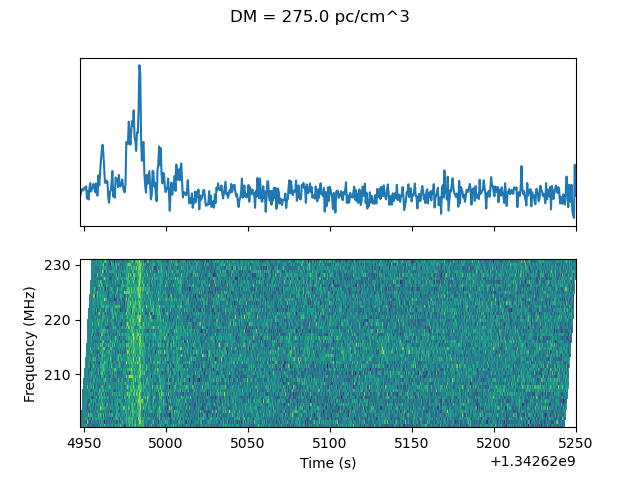 DM = 275.0 pc/cm^3
230
220
210
Frequency (MHz)
4950 5000 5050 5100 5150 5200 5250
Time (s)
+1.34262e9